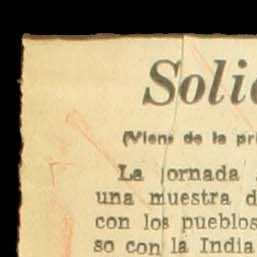 Solid
(Viene de la pri
La jornada
una muestra d
con los pueblos
so con la India